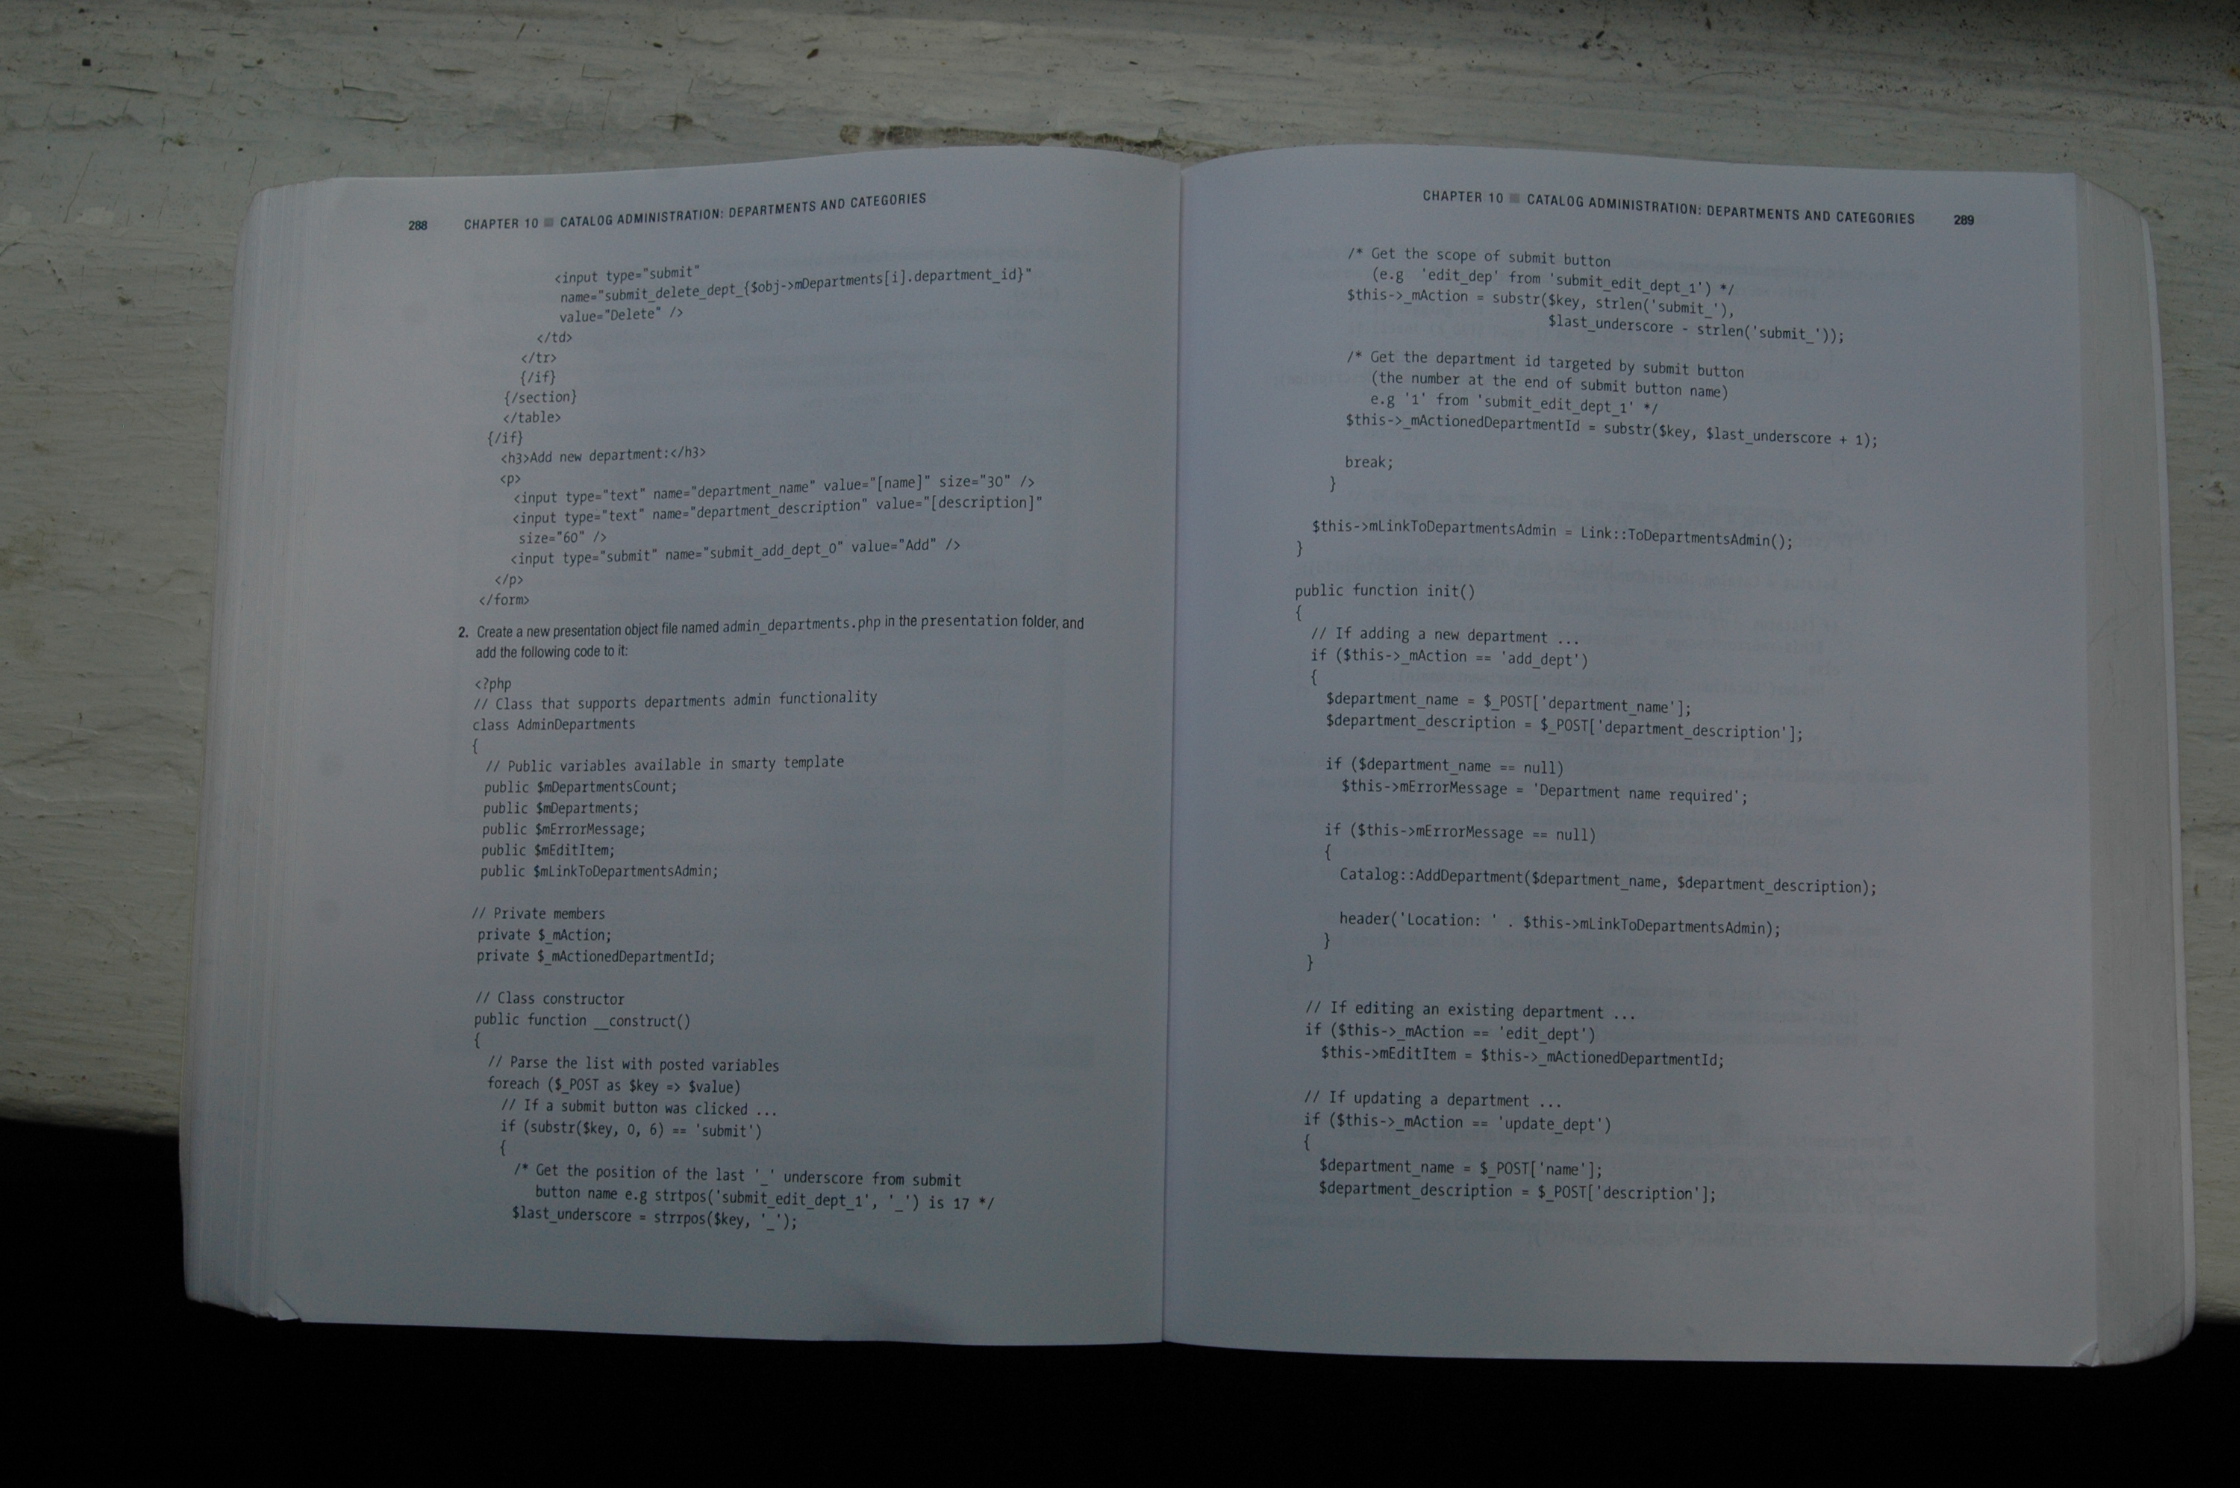 288 CHAPTER 10 ■ CATALOG ADMINISTRATION: DEPARTMENTS AND CATEGORIES
<input type="submit"
name="submit_delete_dept_{$obj->mDepartments[i].department_id}"
value="Delete" />
</td>
</tr>
{/if}
{/section}
</table>
{/if}
<h3>Add new department:</h3>
<p>
<input type="text" name="department_name" value="[name]" size="30" />
<input type="text" name="department_description" value="[description]"
size="60" />
<input type="submit" name="submit_add_dept_0" value="Add" />
</p>
</form>
2. Create a new presentation object file named admin_departments.php in the presentation folder, and
add the following code to it:
<?php
// Class that supports departments admin functionality
class AdminDepartments
{
// Public variables available in smarty template
public $mDepartmentsCount;
public $mDepartments;
public $mErrorMessage;
public $mEditItem;
public $mLinkToDepartmentsAdmin;
// Private members
private $_mAction;
private $_mActionedDepartmentId;
// Class constructor
public function __construct()
{
// Parse the list with posted variables
foreach ($_POST as $key => $value)
// If a submit button was clicked ...
if (substr($key, 0, 6) == 'submit')
{
/* Get the position of the last '_' underscore from submit
button name e.g strtpos('submit_edit_dept_1', '_') is 17 */
$last_underscore = strrpos($key, '_');
CHAPTER 10 ■ CATALOG ADMINISTRATION: DEPARTMENTS AND CATEGORIES 289
/* Get the scope of submit button
(e.g 'edit_dep' from 'submit_edit_dept_1') */
$this->_mAction = substr($key, strlen('submit_'),
$last_underscore - strlen('submit_'));
/* Get the department id targeted by submit button
(the number at the end of submit button name)
e.g '1' from 'submit_edit_dept_1' */
$this->_mActionedDepartmentId = substr($key, $last_underscore + 1);
break;
}
$this->mLinkToDepartmentsAdmin = Link::ToDepartmentsAdmin();
}
public function init()
{
// If adding a new department ...
if ($this->_mAction == 'add_dept')
{
$department_name = $_POST['department_name'];
$department_description = $_POST['department_description'];
if ($department_name == null)
$this->mErrorMessage = 'Department name required';
if ($this->mErrorMessage == null)
{
Catalog::AddDepartment($department_name, $department_description);
header('Location: ' . $this->mLinkToDepartmentsAdmin);
}
}
// If editing an existing department ...
if ($this->_mAction == 'edit_dept')
$this->mEditItem = $this->_mActionedDepartmentId;
// If updating a department ...
if ($this->_mAction == 'update_dept')
{
$department_name = $_POST['name'];
$department_description = $_POST['description'];